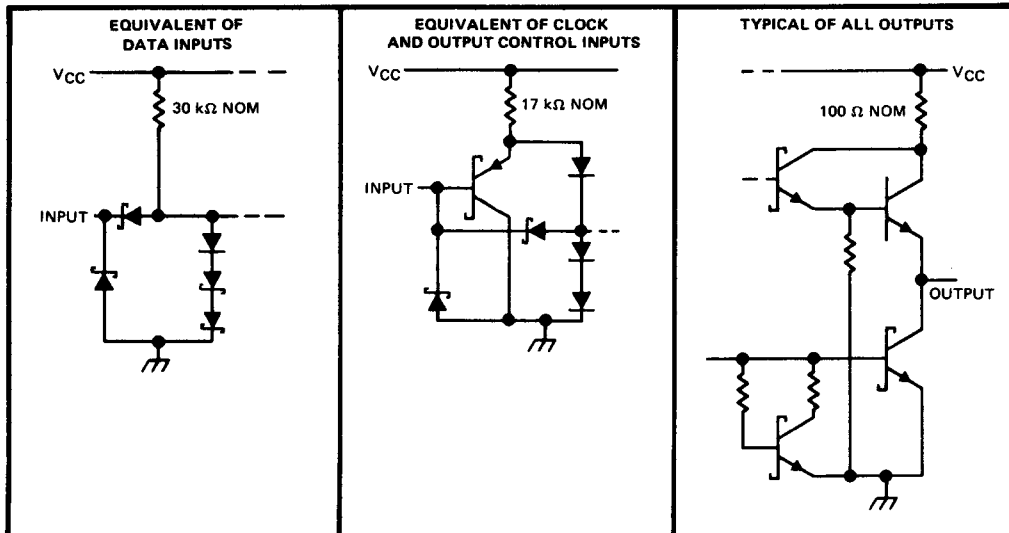 EQUIVALENT OF
DATA INPUTS
VCC
30 kΩ NOM
INPUT
EQUIVALENT OF CLOCK
AND OUTPUT CONTROL INPUTS
VCC
17 kΩ NOM
INPUT
TYPICAL OF ALL OUTPUTS
VCC
100 Ω NOM
OUTPUT